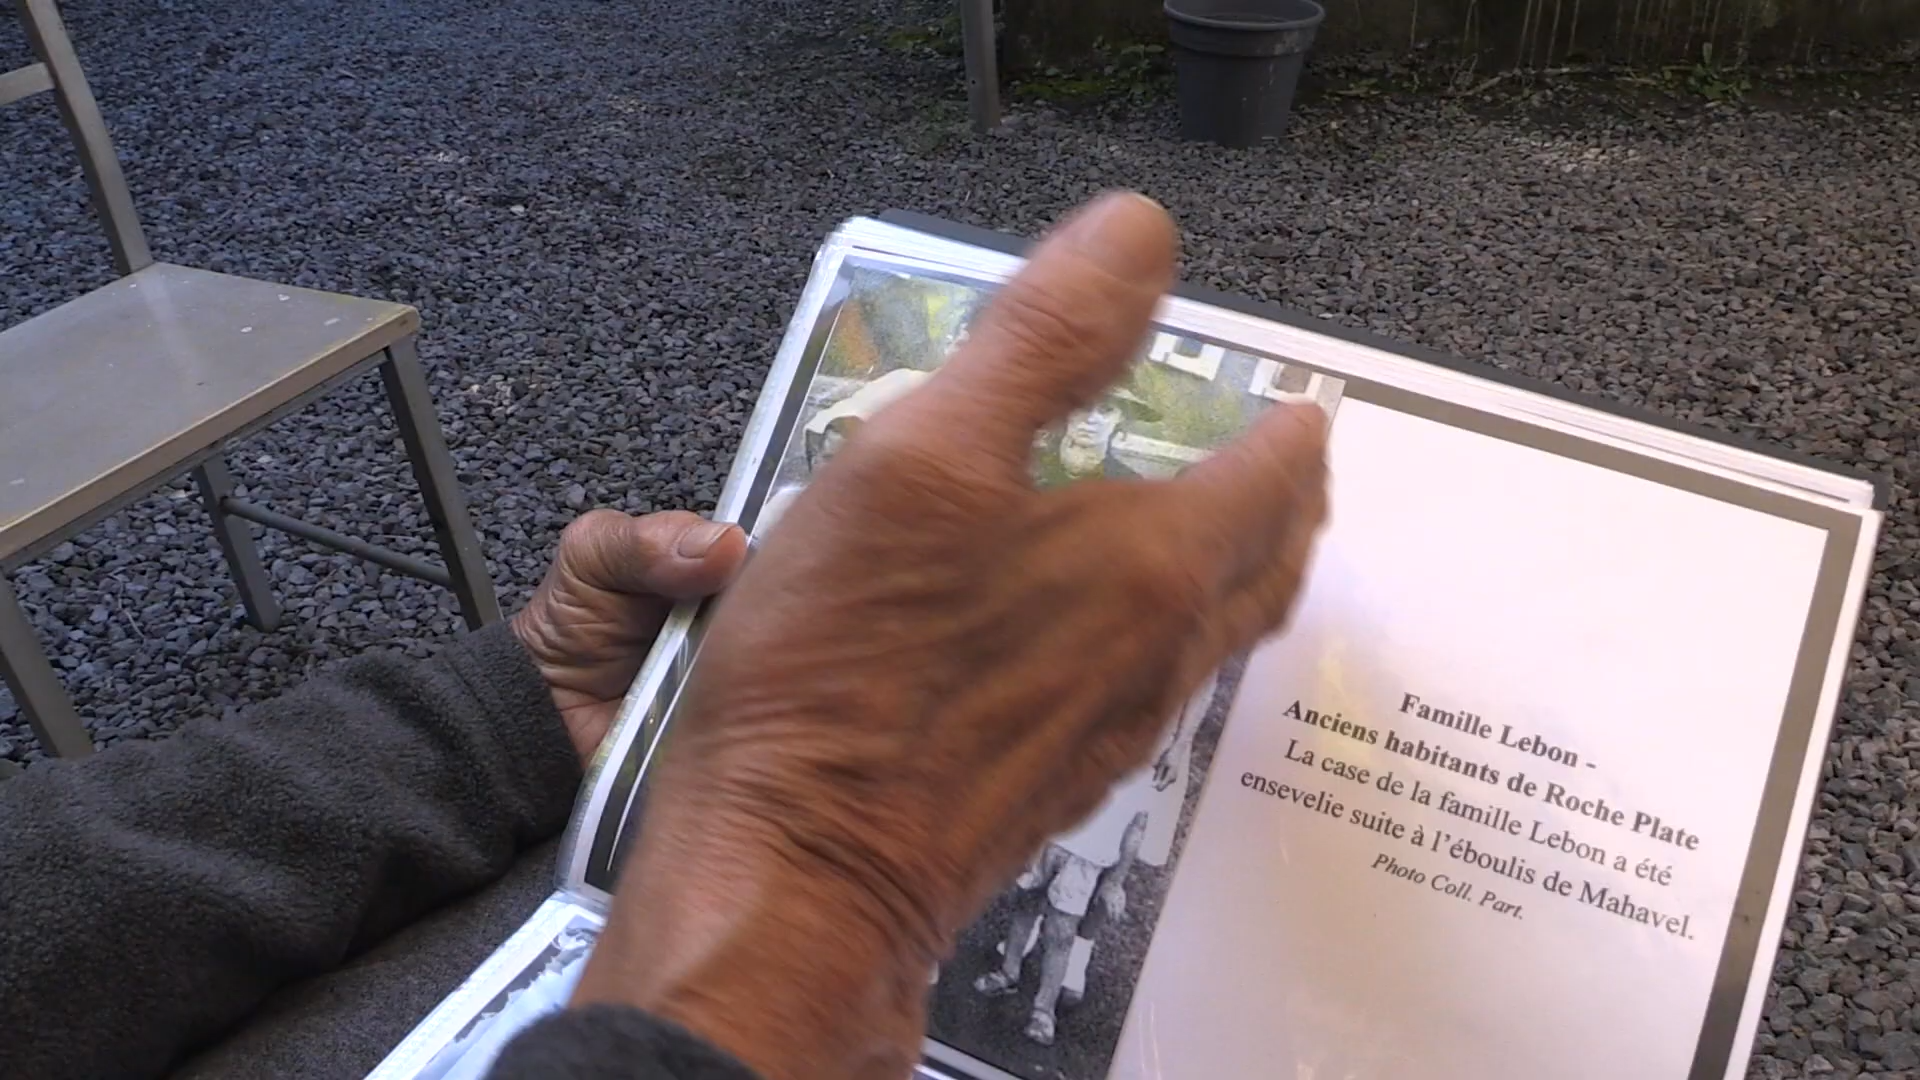 Famille Lebon -
Anciens habitants de Roche Plate
La case de la famille Lebon a été
ensevelie suite à l'éboulis de Mahavel.
Photo Coll. Part.